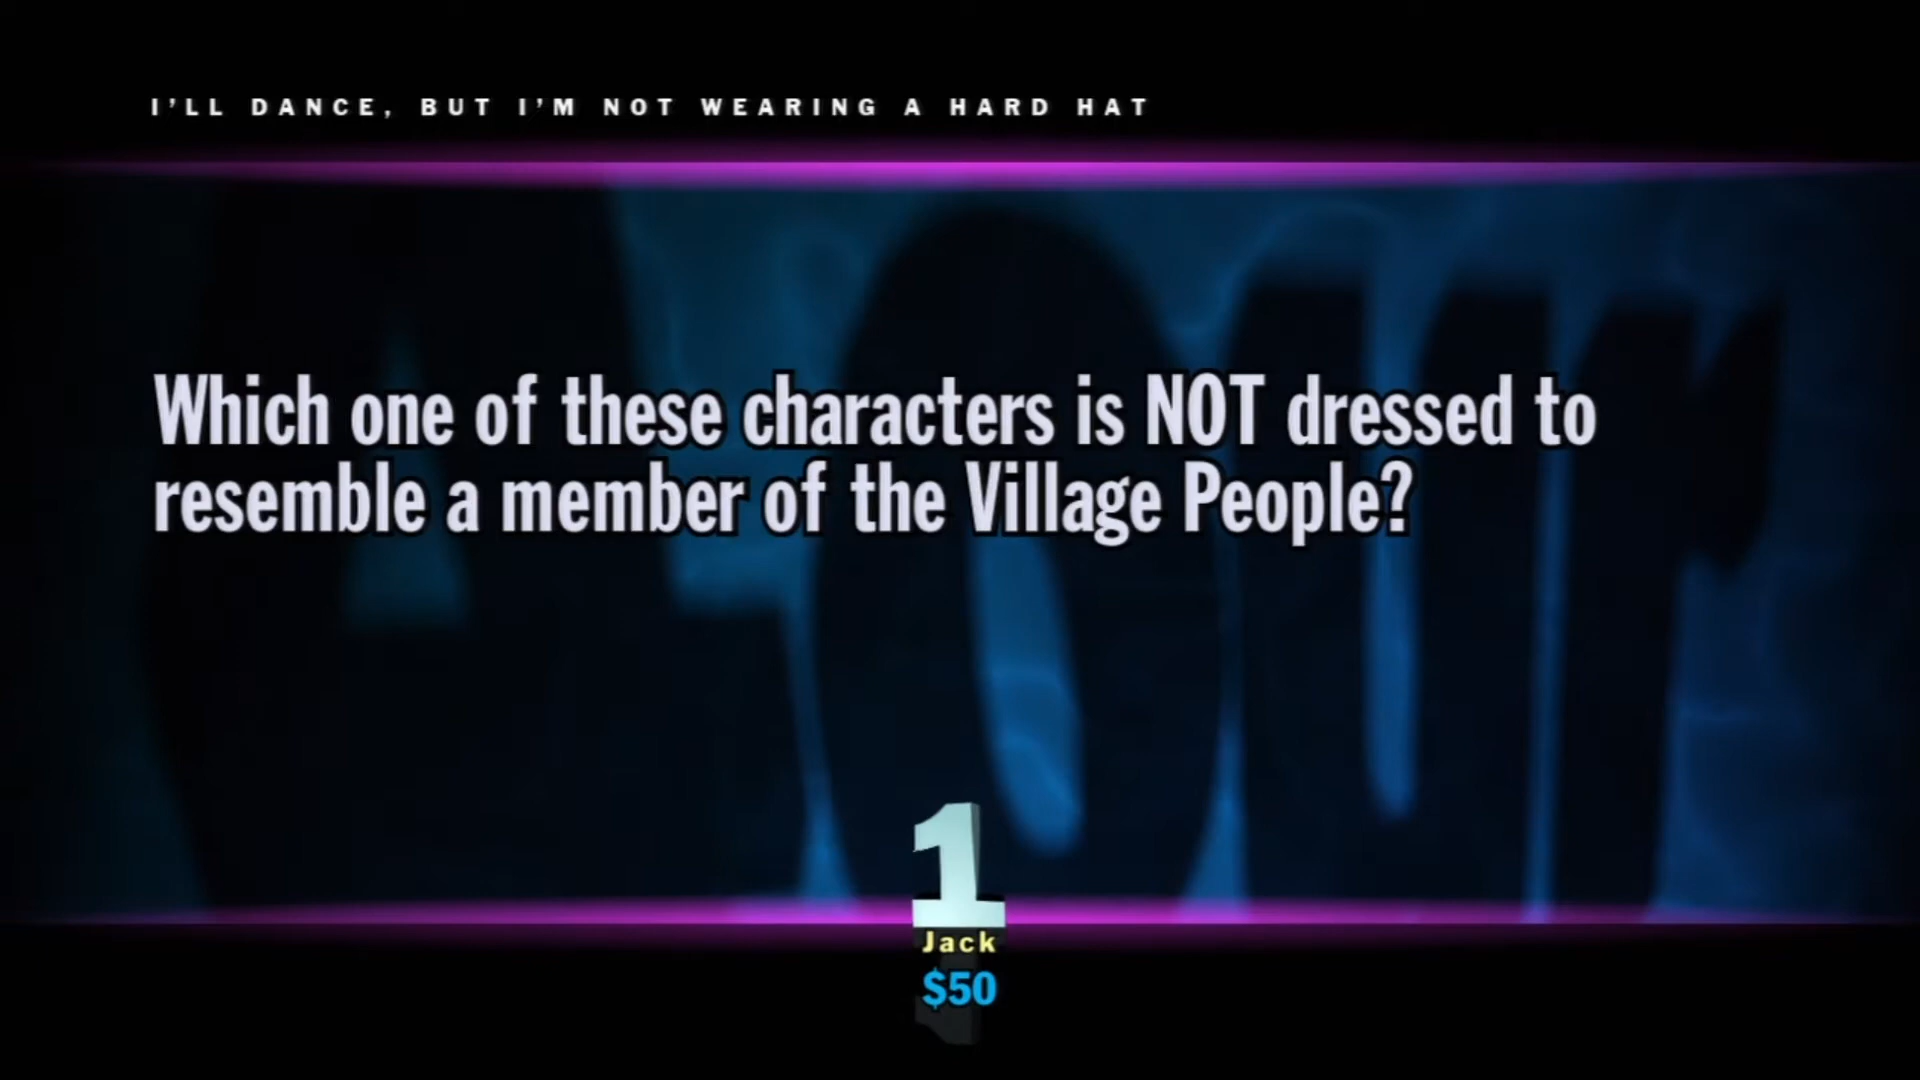 I'LL DANCE, BUT I'M NOT WEARING A HARD HAT
Which one of these characters is NOT dressed to
resemble a member of the Village People?
1
Jack
$50